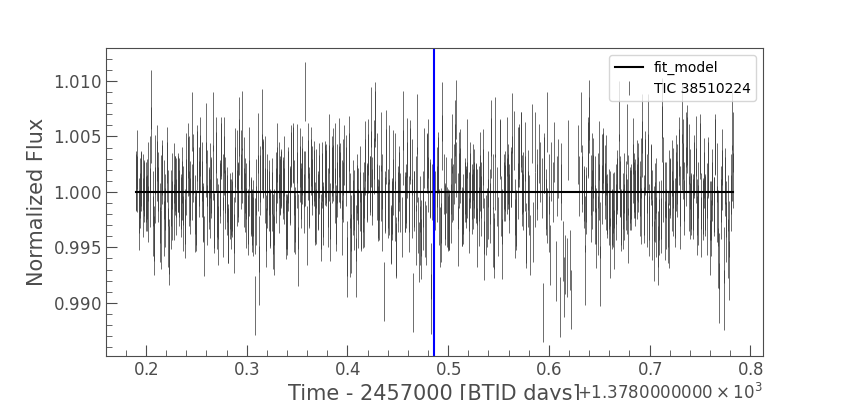 fit_model
TIC 38510224
1.010
1.005
1.000
0.995
0.990
Normalized Flux
0.2 0.3 0.4 0.5 0.6 0.7 0.8
Time - 2457000 [BTJD days]
+1.3780000000 × 10³